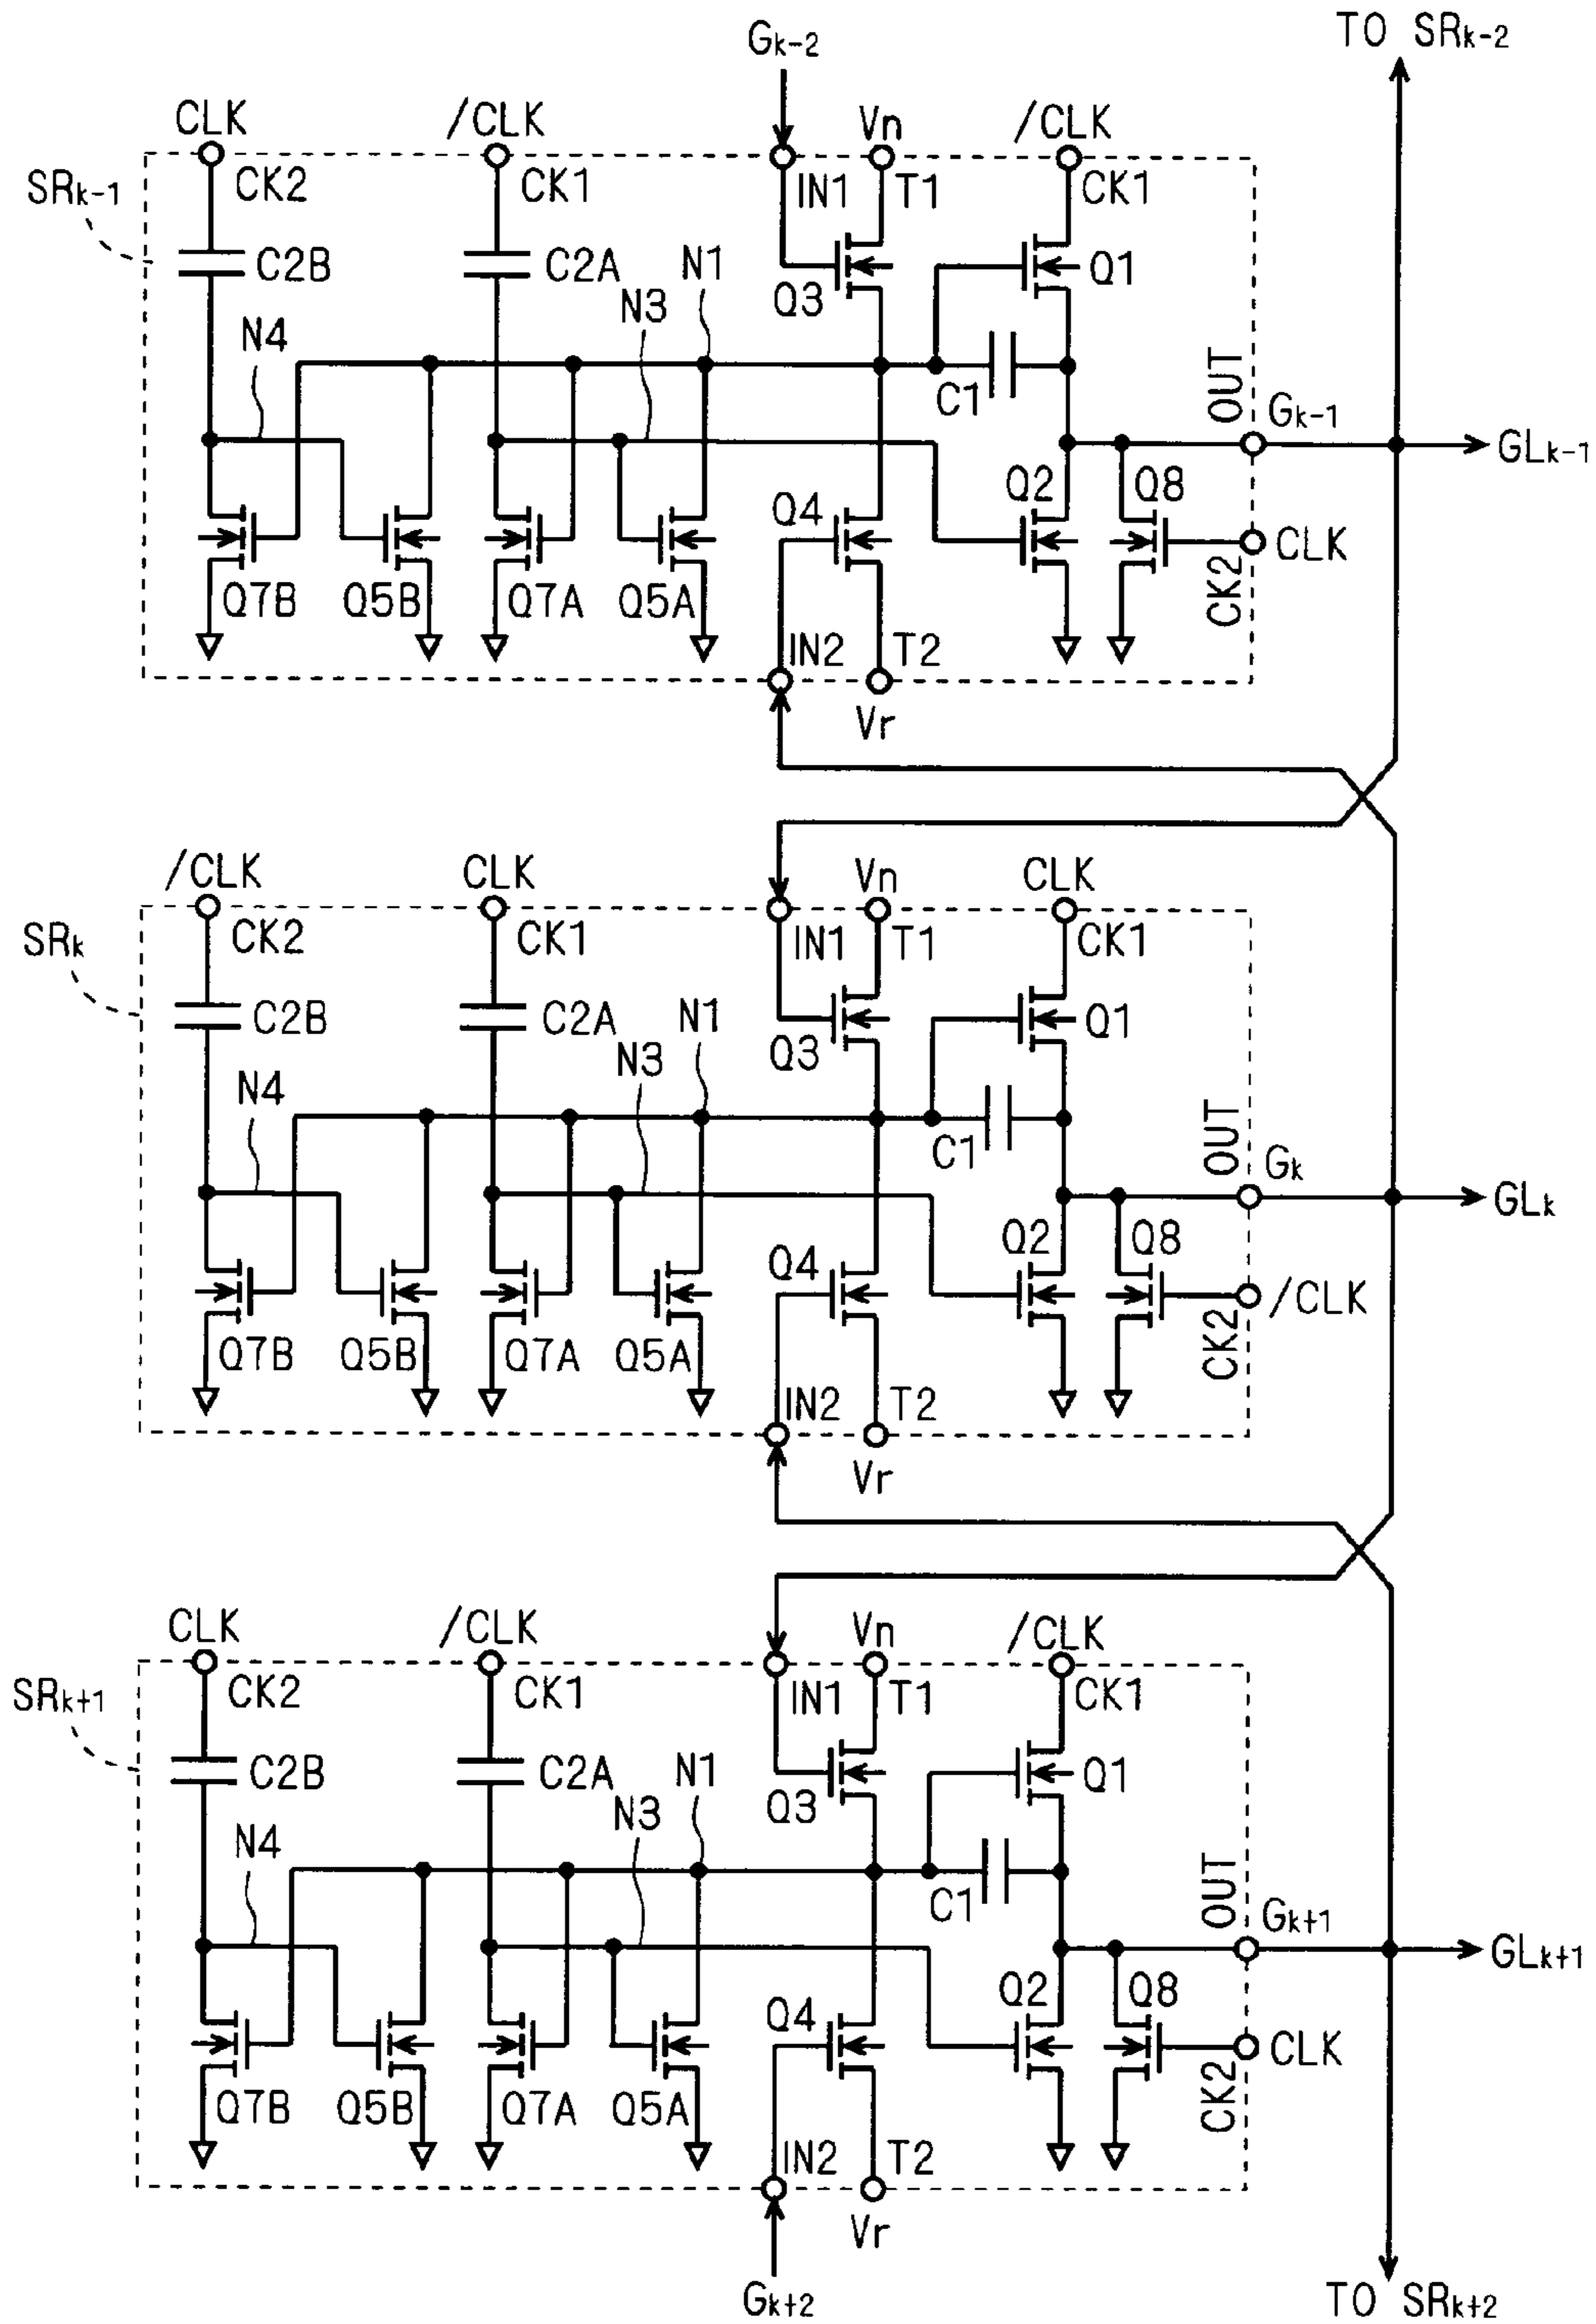 TO SRk-2
Gk-2
CLK
/CLK
Vn
/CLK
SRk-1
CK2
CK1
IN1
T1
CK1
C2B
C2A
N1
Q3
Q1
N4
N3
C1
OUT
Gk-1
GLk-1
Q4
Q2
Q8
CLK
Q7B
Q5B
Q7A
Q5A
CK2
IN2
T2
Vr
/CLK
CLK
Vn
CLK
SRk
CK2
CK1
IN1
T1
CK1
C2B
C2A
N1
Q3
Q1
N4
N3
C1
OUT
Gk
GLk
Q4
Q2
Q8
/CLK
Q7B
Q5B
Q7A
Q5A
CK2
IN2
T2
Vr
CLK
/CLK
Vn
/CLK
SRk+1
CK2
CK1
IN1
T1
CK1
C2B
C2A
N1
Q3
Q1
N4
N3
C1
OUT
Gk+1
GLk+1
Q4
Q2
Q8
CLK
Q7B
Q5B
Q7A
Q5A
CK2
IN2
T2
Vr
Gk+2
TO SRk+2